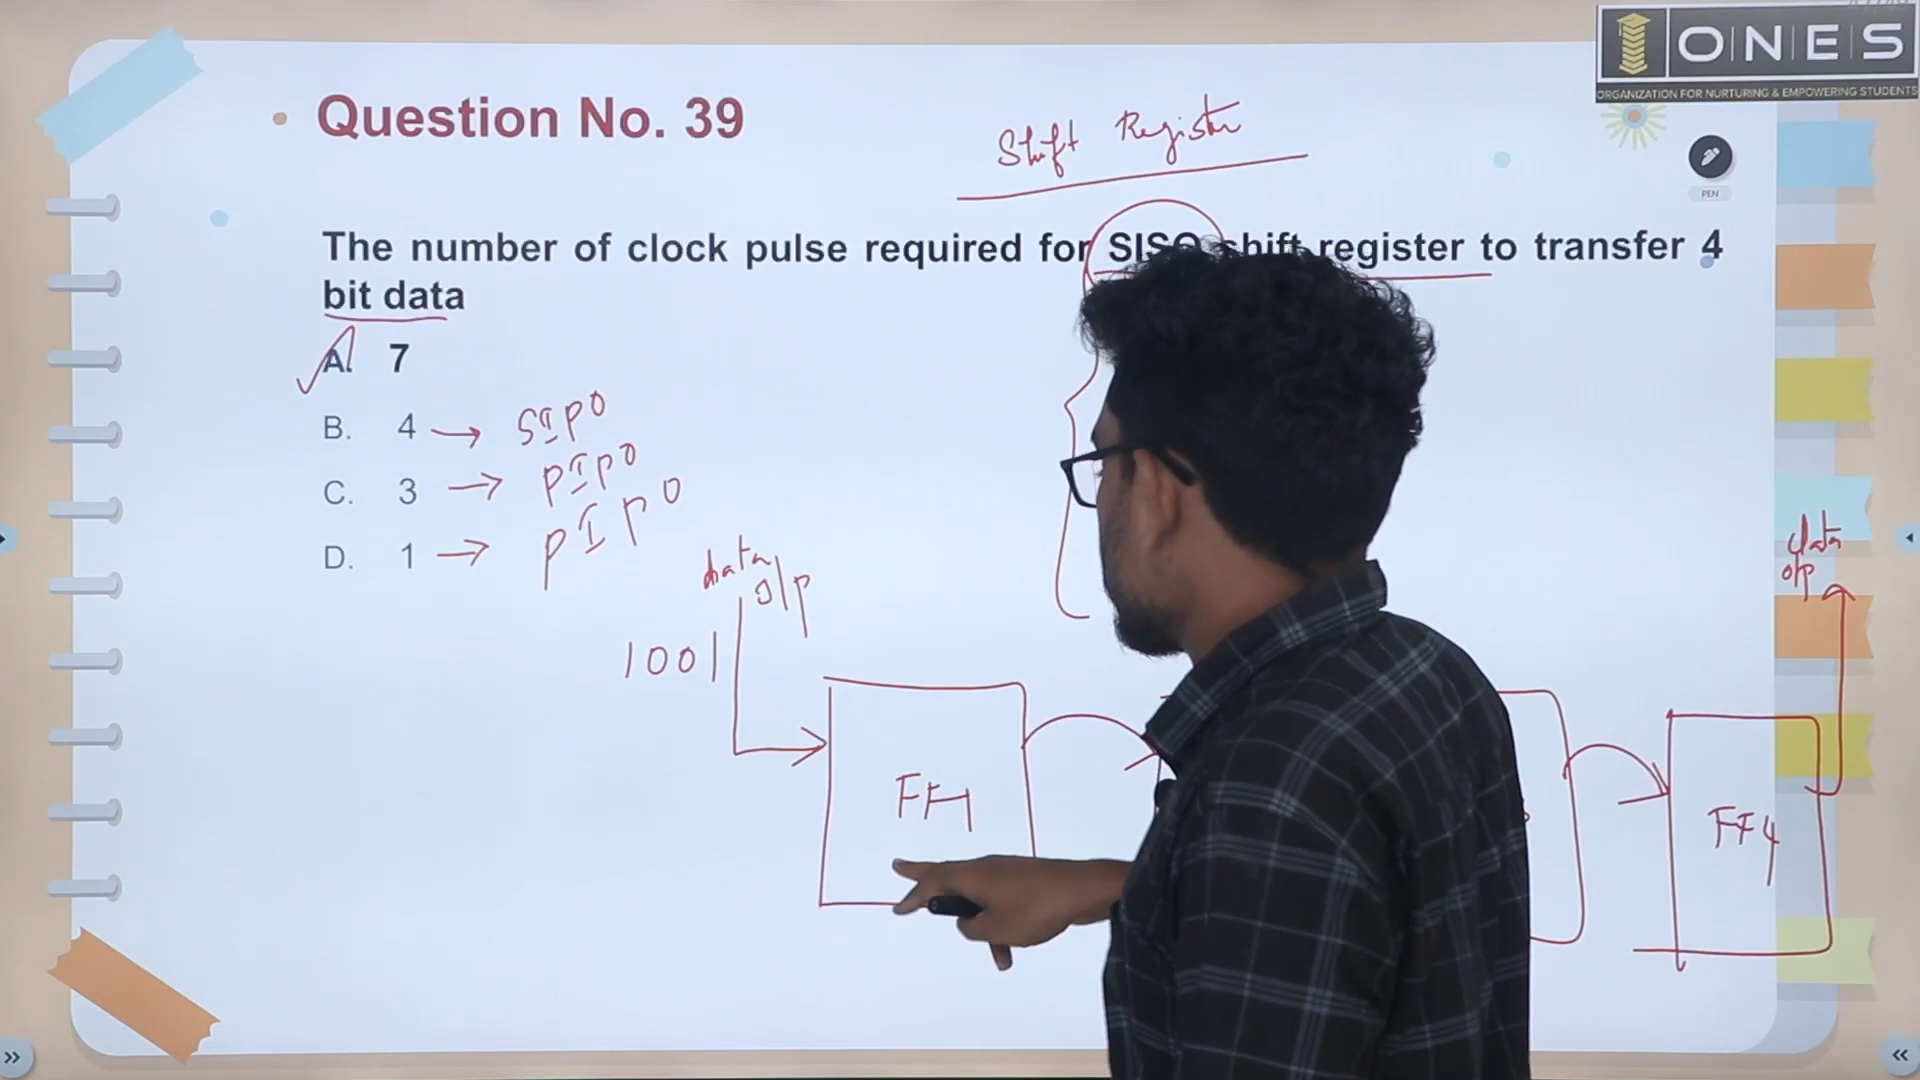 ONES
ORGANIZATION FOR NURTURING & EMPOWERING STUDENTS
Question No. 39
Shift Register
PEN
The number of clock pulse required for SISO shift register to transfer 4
bit data
A. 7
B. 4 → SIPO
C. 3 → PIPO
D. 1 → PIPO
data
data
o/p
1001
FF1
FF4